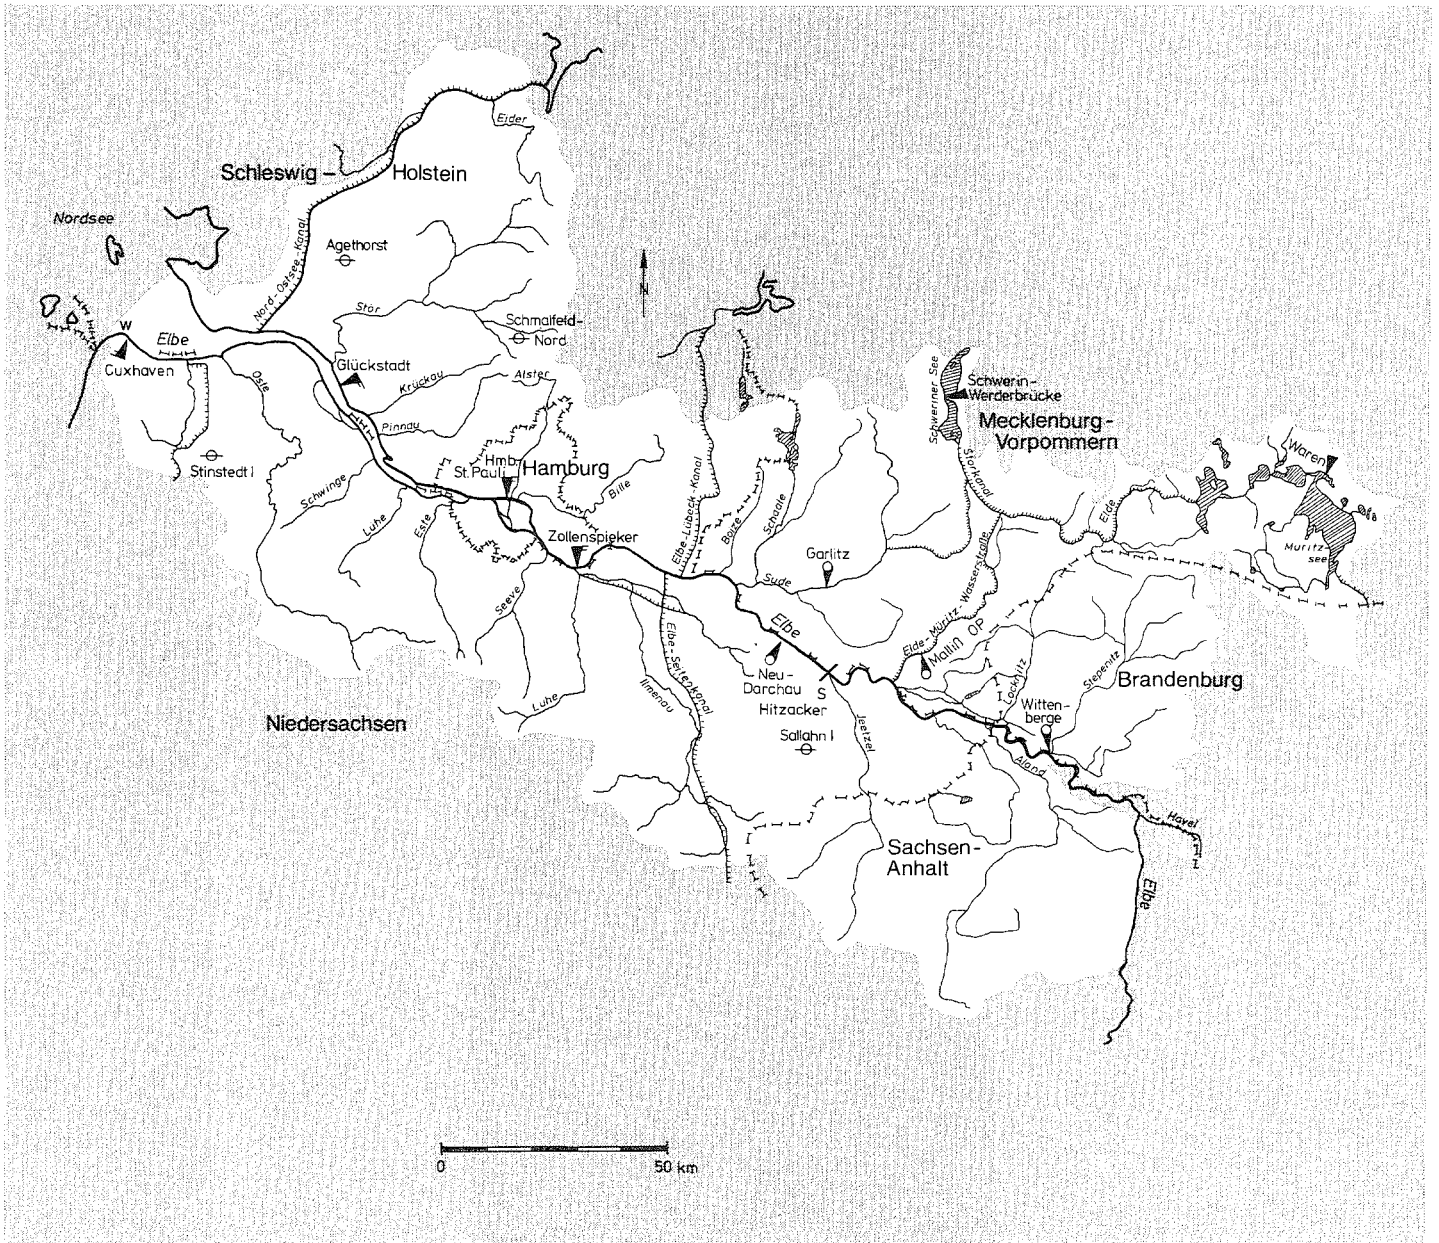 Eider
Schleswig –
Holstein
Nordsee
Nord-Ostsee-Kanal
Agethorst
N
Stör
Schmalfeld-
Nord
W
Elbe
Cuxhaven
Glückstadt
Krückau
Alster
Oste
Pinnau
Schweriner See
Schwerin-
Werderbrücke
Mecklenburg-
Vorpommern
Stinstedt I
Hmb.
St. Pauli
Hamburg
Waren
Schwinge
Bille
Störkanal
Elde
Lühe
Este
Elbe-Lübeck-Kanal
Boize
Schaale
Müritz-
see
Zollenspieker
Garlitz
Sude
Seeve
Elde-Müritz-Wasserstraße
Elbe
Elbe-Seitenkanal
Malliß OP
Neu-
Darchau
S
Hitzacker
Löcknitz
Stepenitz
Brandenburg
Luhe
Ilmenau
Witten-
berge
Niedersachsen
Sallahn I
Jeetzel
Aland
Havel
Sachsen-
Anhalt
Elbe
0
50 km